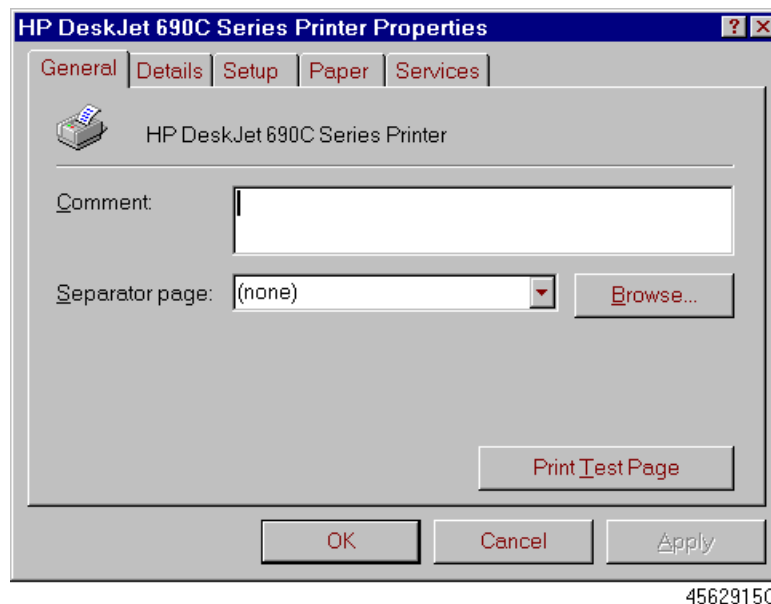 HP DeskJet 690C Series Printer Properties
General Details Setup Paper Services
HP DeskJet 690C Series Printer
Comment:
Separator page: (none) Browse...
Print Test Page
OK Cancel Apply
4562915C